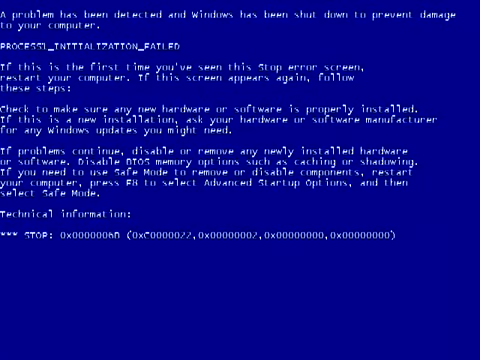 A problem has been detected and Windows has been shut down to prevent damage
to your computer.
PROCESS1_INITIALIZATION_FAILED
If this is the first time you've seen this Stop error screen,
restart your computer. If this screen appears again, follow
these steps:
Check to make sure any new hardware or software is properly installed.
If this is a new installation, ask your hardware or software manufacturer
for any Windows updates you might need.
If problems continue, disable or remove any newly installed hardware
or software. Disable BIOS memory options such as caching or shadowing.
If you need to use Safe Mode to remove or disable components, restart
your computer, press F8 to select Advanced Startup Options, and then
select Safe Mode.
Technical information:
*** STOP: 0x0000006B (0xC0000022,0x00000002,0x00000000,0x00000000)